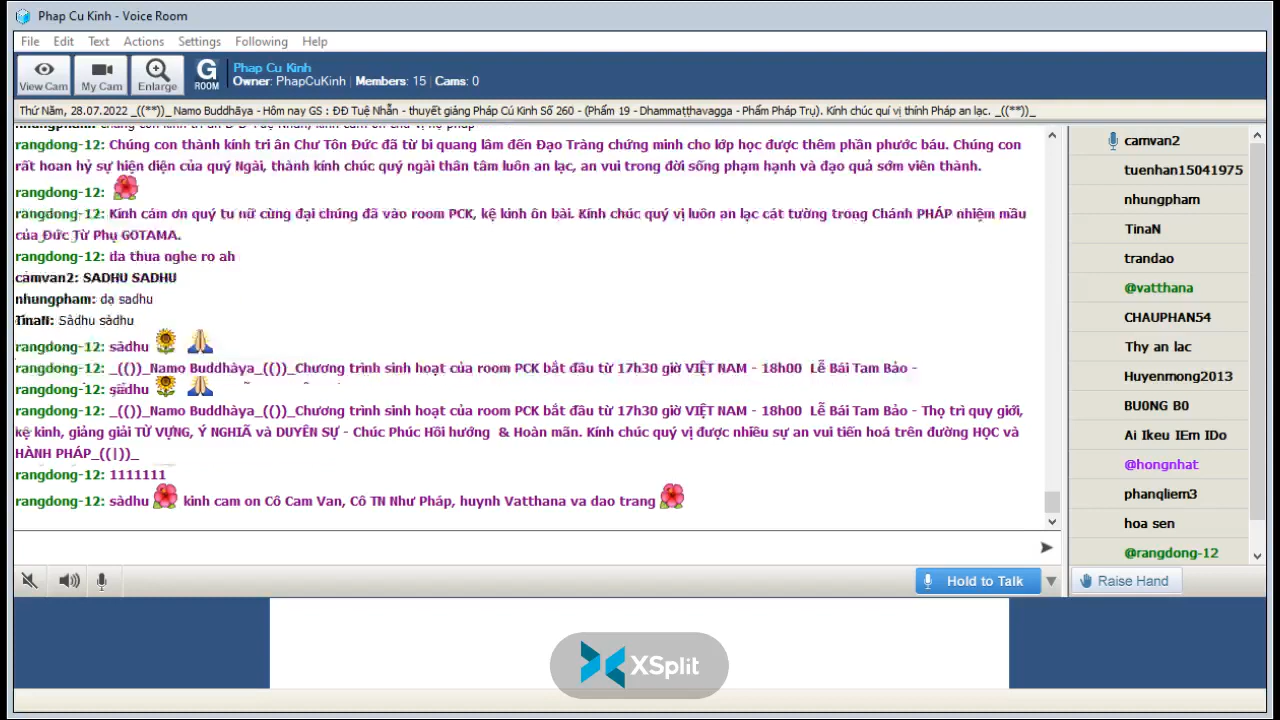 Phap Cu Kinh - Voice Room
File Edit Text Actions Settings Following Help
View Cam My Cam Enlarge G ROOM
Phap Cu Kinh
Owner: PhapCuKinh Members: 15 Cams: 0
Thứ Năm, 28.07.2022 _((**))_ Namo Buddhāya - Hôm nay GS : ĐĐ Tuệ Nhẫn - thuyết giảng Pháp Cú Kinh Số 260 - (Phẩm 19 - Dhammaṭṭhavagga - Phẩm Pháp Trụ). Kính chúc quí vị thính Pháp an lạc. _((**))_
rangdong-12: Chúng con thành kính tri ân Chư Tôn Đức đã từ bi quang lâm đến Đạo Tràng chứng minh cho lớp học được thêm phần phước báu. Chúng con
rất hoan hỷ sự hiện diện của quý Ngài, thành kính chúc quý ngài thân tâm luôn an lạc, an vui trong đời sống phạm hạnh và đạo quả sớm viên thành.
rangdong-12:
rangdong-12: Kính cám ơn quý tu nữ cùng đại chúng đã vào room PCK, kệ kinh ôn bài. Kính chúc quý vị luôn an lạc cát tường trong Chánh PHÁP nhiệm mầu
của Đức Từ Phụ GOTAMA.
rangdong-12: da thua nghe ro ah
camvan2: SADHU SADHU
nhungpham: dạ sadhu
TinaN: Sàdhu sàdhu
rangdong-12: sàdhu
rangdong-12: _(())_Namo Buddhàya_(())_Chương trình sinh hoạt của room PCK bắt đầu từ 17h30 giờ VIỆT NAM - 18h00 Lễ Bái Tam Bảo -
rangdong-12: sàdhu
rangdong-12: _(())_Namo Buddhàya_(())_Chương trình sinh hoạt của room PCK bắt đầu từ 17h30 giờ VIỆT NAM - 18h00 Lễ Bái Tam Bảo - Thọ trì quy giới,
kệ kinh, giảng giải TỪ VỰNG, Ý NGHIÃ và DUYÊN SỰ - Chúc Phúc Hồi hướng & Hoàn mãn. Kính chúc quý vị được nhiều sự an vui tiến hoá trên đường HỌC và
HÀNH PHÁP_((|))_
rangdong-12: 1111111
rangdong-12: sàdhu kinh cam on Cô Cam Van, Cô TN Như Pháp, huynh Vatthana va dao trang
camvan2
tuenhan15041975
nhungpham
TinaN
trandao
@vatthana
CHAUPHAN54
Thy an lac
Huyenmong2013
BU0NG B0
Ai Ikeu IEm IDo
@hongnhat
phanqliem3
hoa sen
@rangdong-12
Hold to Talk
Raise Hand
XSplit